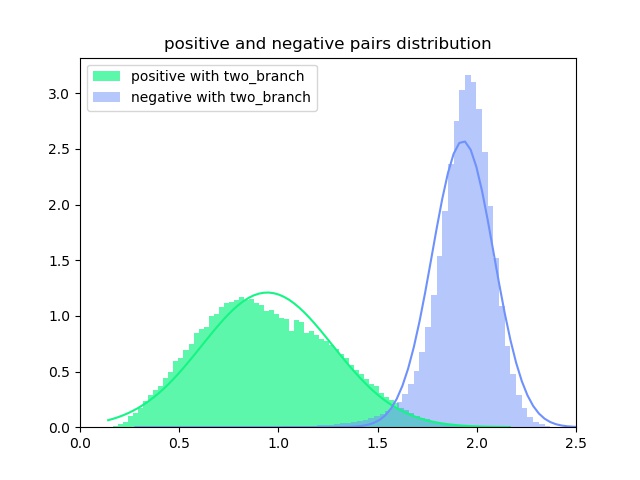 positive and negative pairs distribution
positive with two_branch
negative with two_branch
3.0
2.5
2.0
1.5
1.0
0.5
0.0
0.0 0.5 1.0 1.5 2.0 2.5